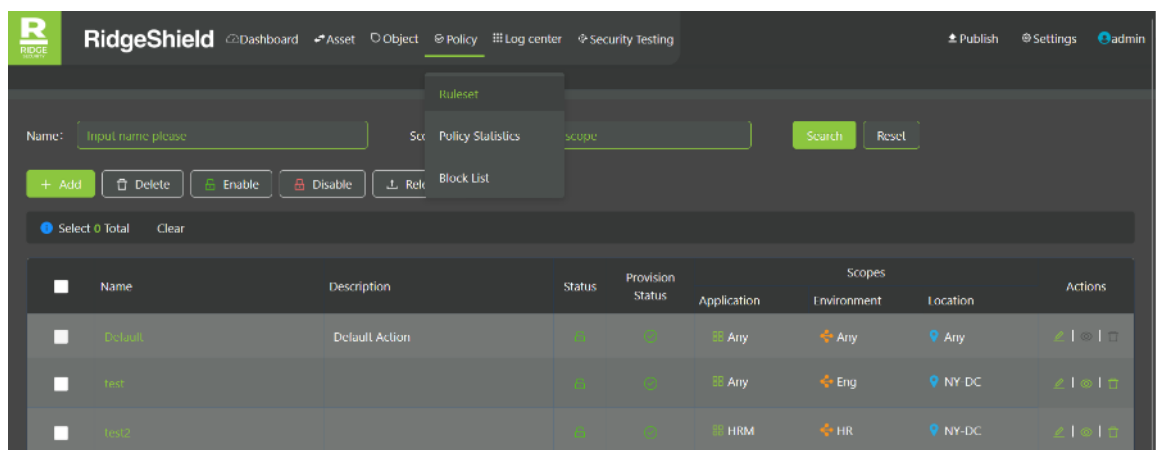 R
RIDGE
SECURITY
RidgeShield Dashboard Asset Object Policy Log center Security Testing Publish Settings admin
Ruleset
Policy Statistics
Block List
Name: Input name please scope Search Reset
+ Add Delete Enable Disable
Select 0 Total Clear
Name Description Status Provision Status Scopes Actions
Application Environment Location
Default Default Action Any Any Any
test Any Eng NY-DC
test2 HRM HR NY-DC